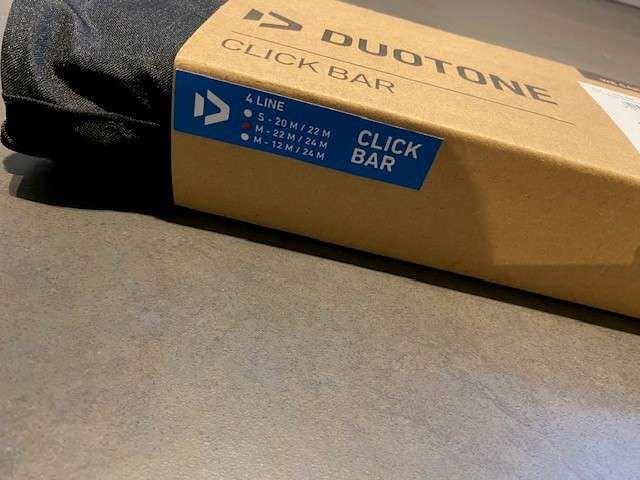 DUOTONE
CLICK BAR
4 LINE
S - 20 M / 22 M
M - 22 M / 24 M
M - 12 M / 24 M
CLICK
BAR